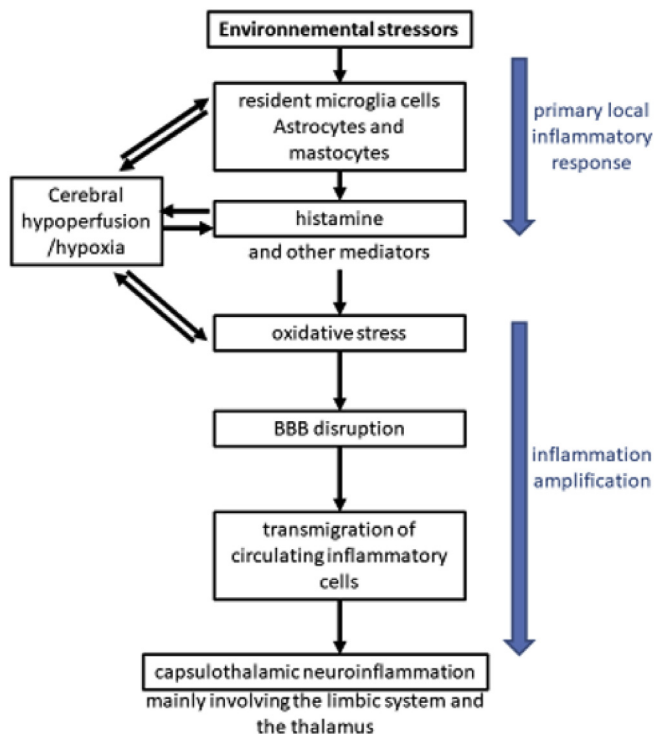 Environnemental stressors
resident microglia cells
Astrocytes and
mastocytes
primary local
inflammatory
response
Cerebral
hypoperfusion
/hypoxia
histamine
and other mediators
oxidative stress
BBB disruption
inflammation
amplification
transmigration of
circulating inflammatory
cells
capsulothalamic neuroinflammation
mainly involving the limbic system and
the thalamus